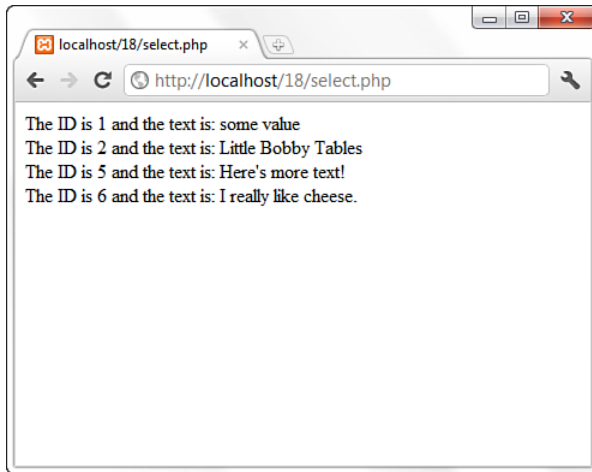 localhost/18/select.php
http://localhost/18/select.php
The ID is 1 and the text is: some value
The ID is 2 and the text is: Little Bobby Tables
The ID is 5 and the text is: Here's more text!
The ID is 6 and the text is: I really like cheese.